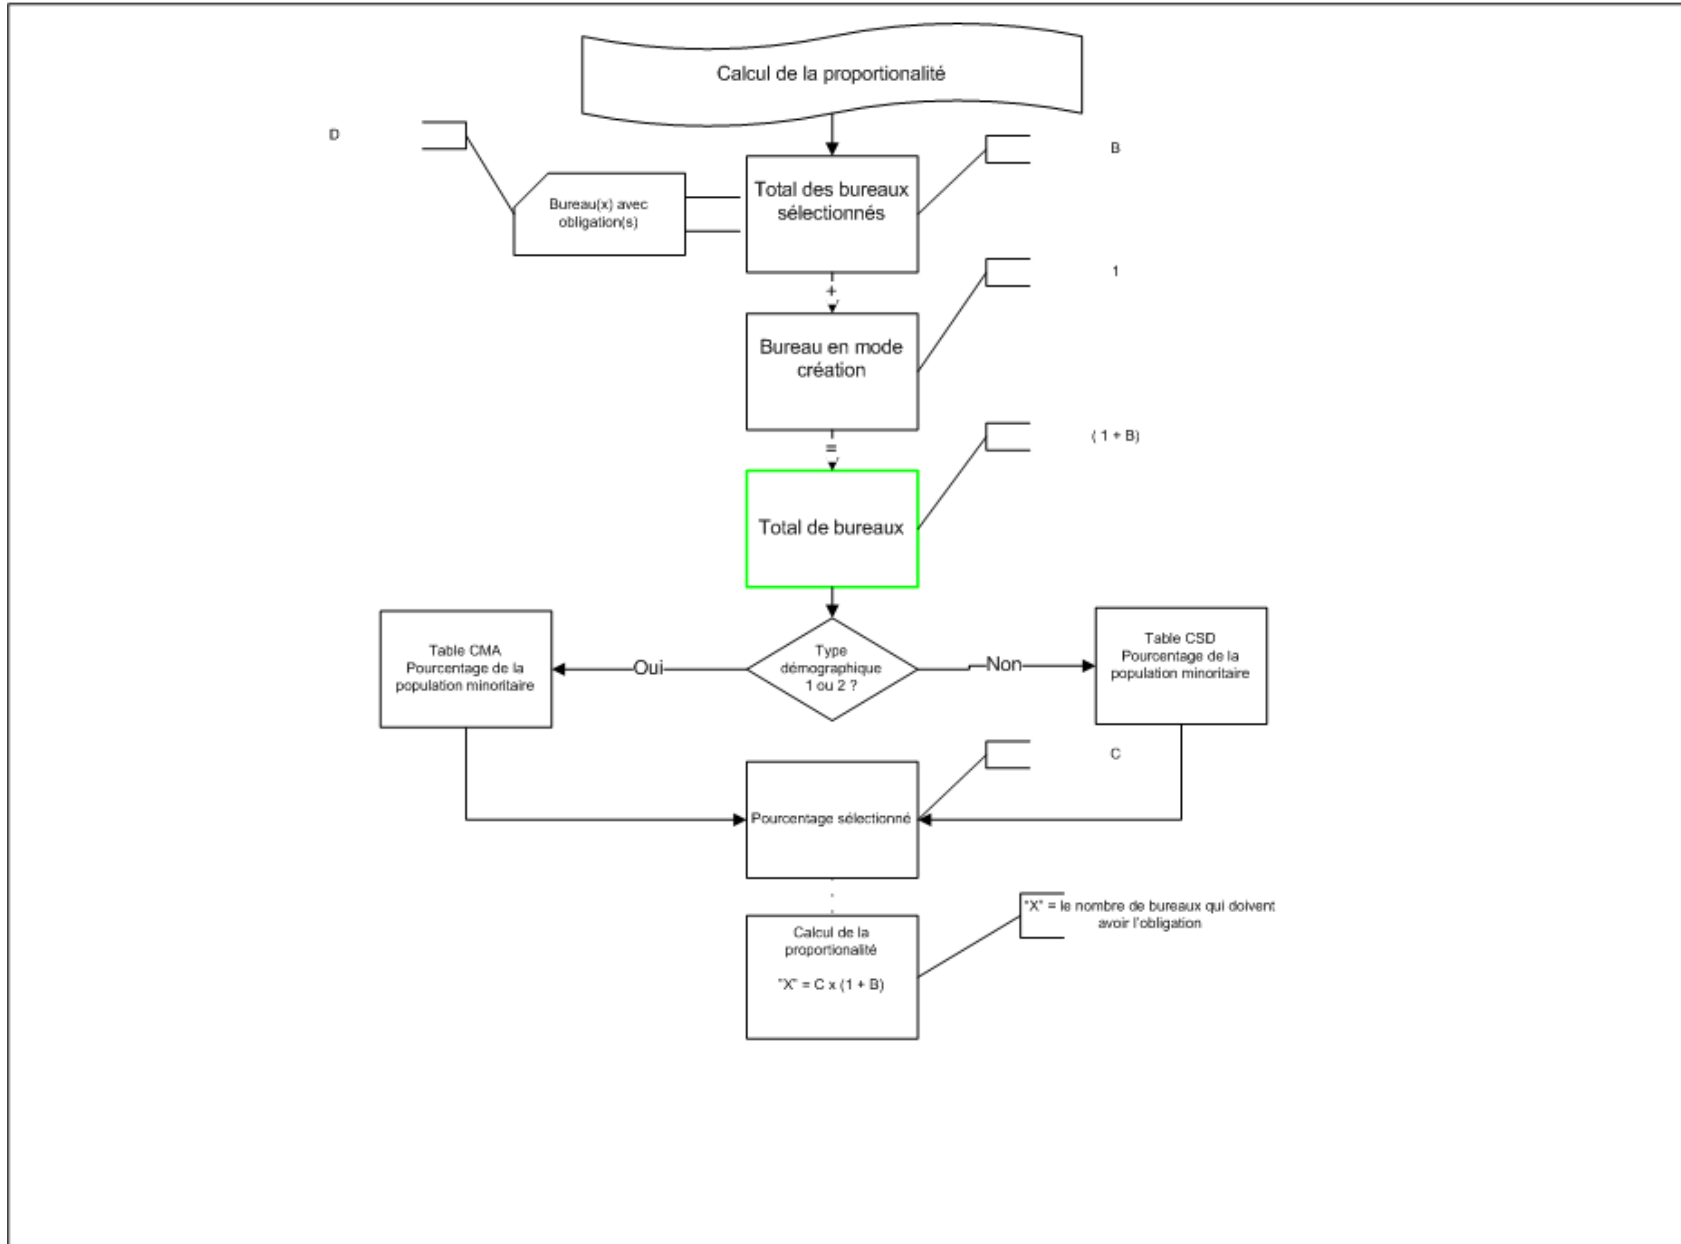 Calcul de la proportionalité
D
B
Total des bureaux
sélectionnés
Bureau(x) avec
obligation(s)
1
+
Bureau en mode
création
( 1 + B)
=
Total de bureaux
Type
démographique
1 ou 2 ?
Oui
Non
Table CMA
Pourcentage de la
population minoritaire
Table CSD
Pourcentage de la
population minoritaire
C
Pourcentage sélectionné
"X" = le nombre de bureaux qui doivent
avoir l'obligation
Calcul de la
proportionalité
"X" = C x (1 + B)